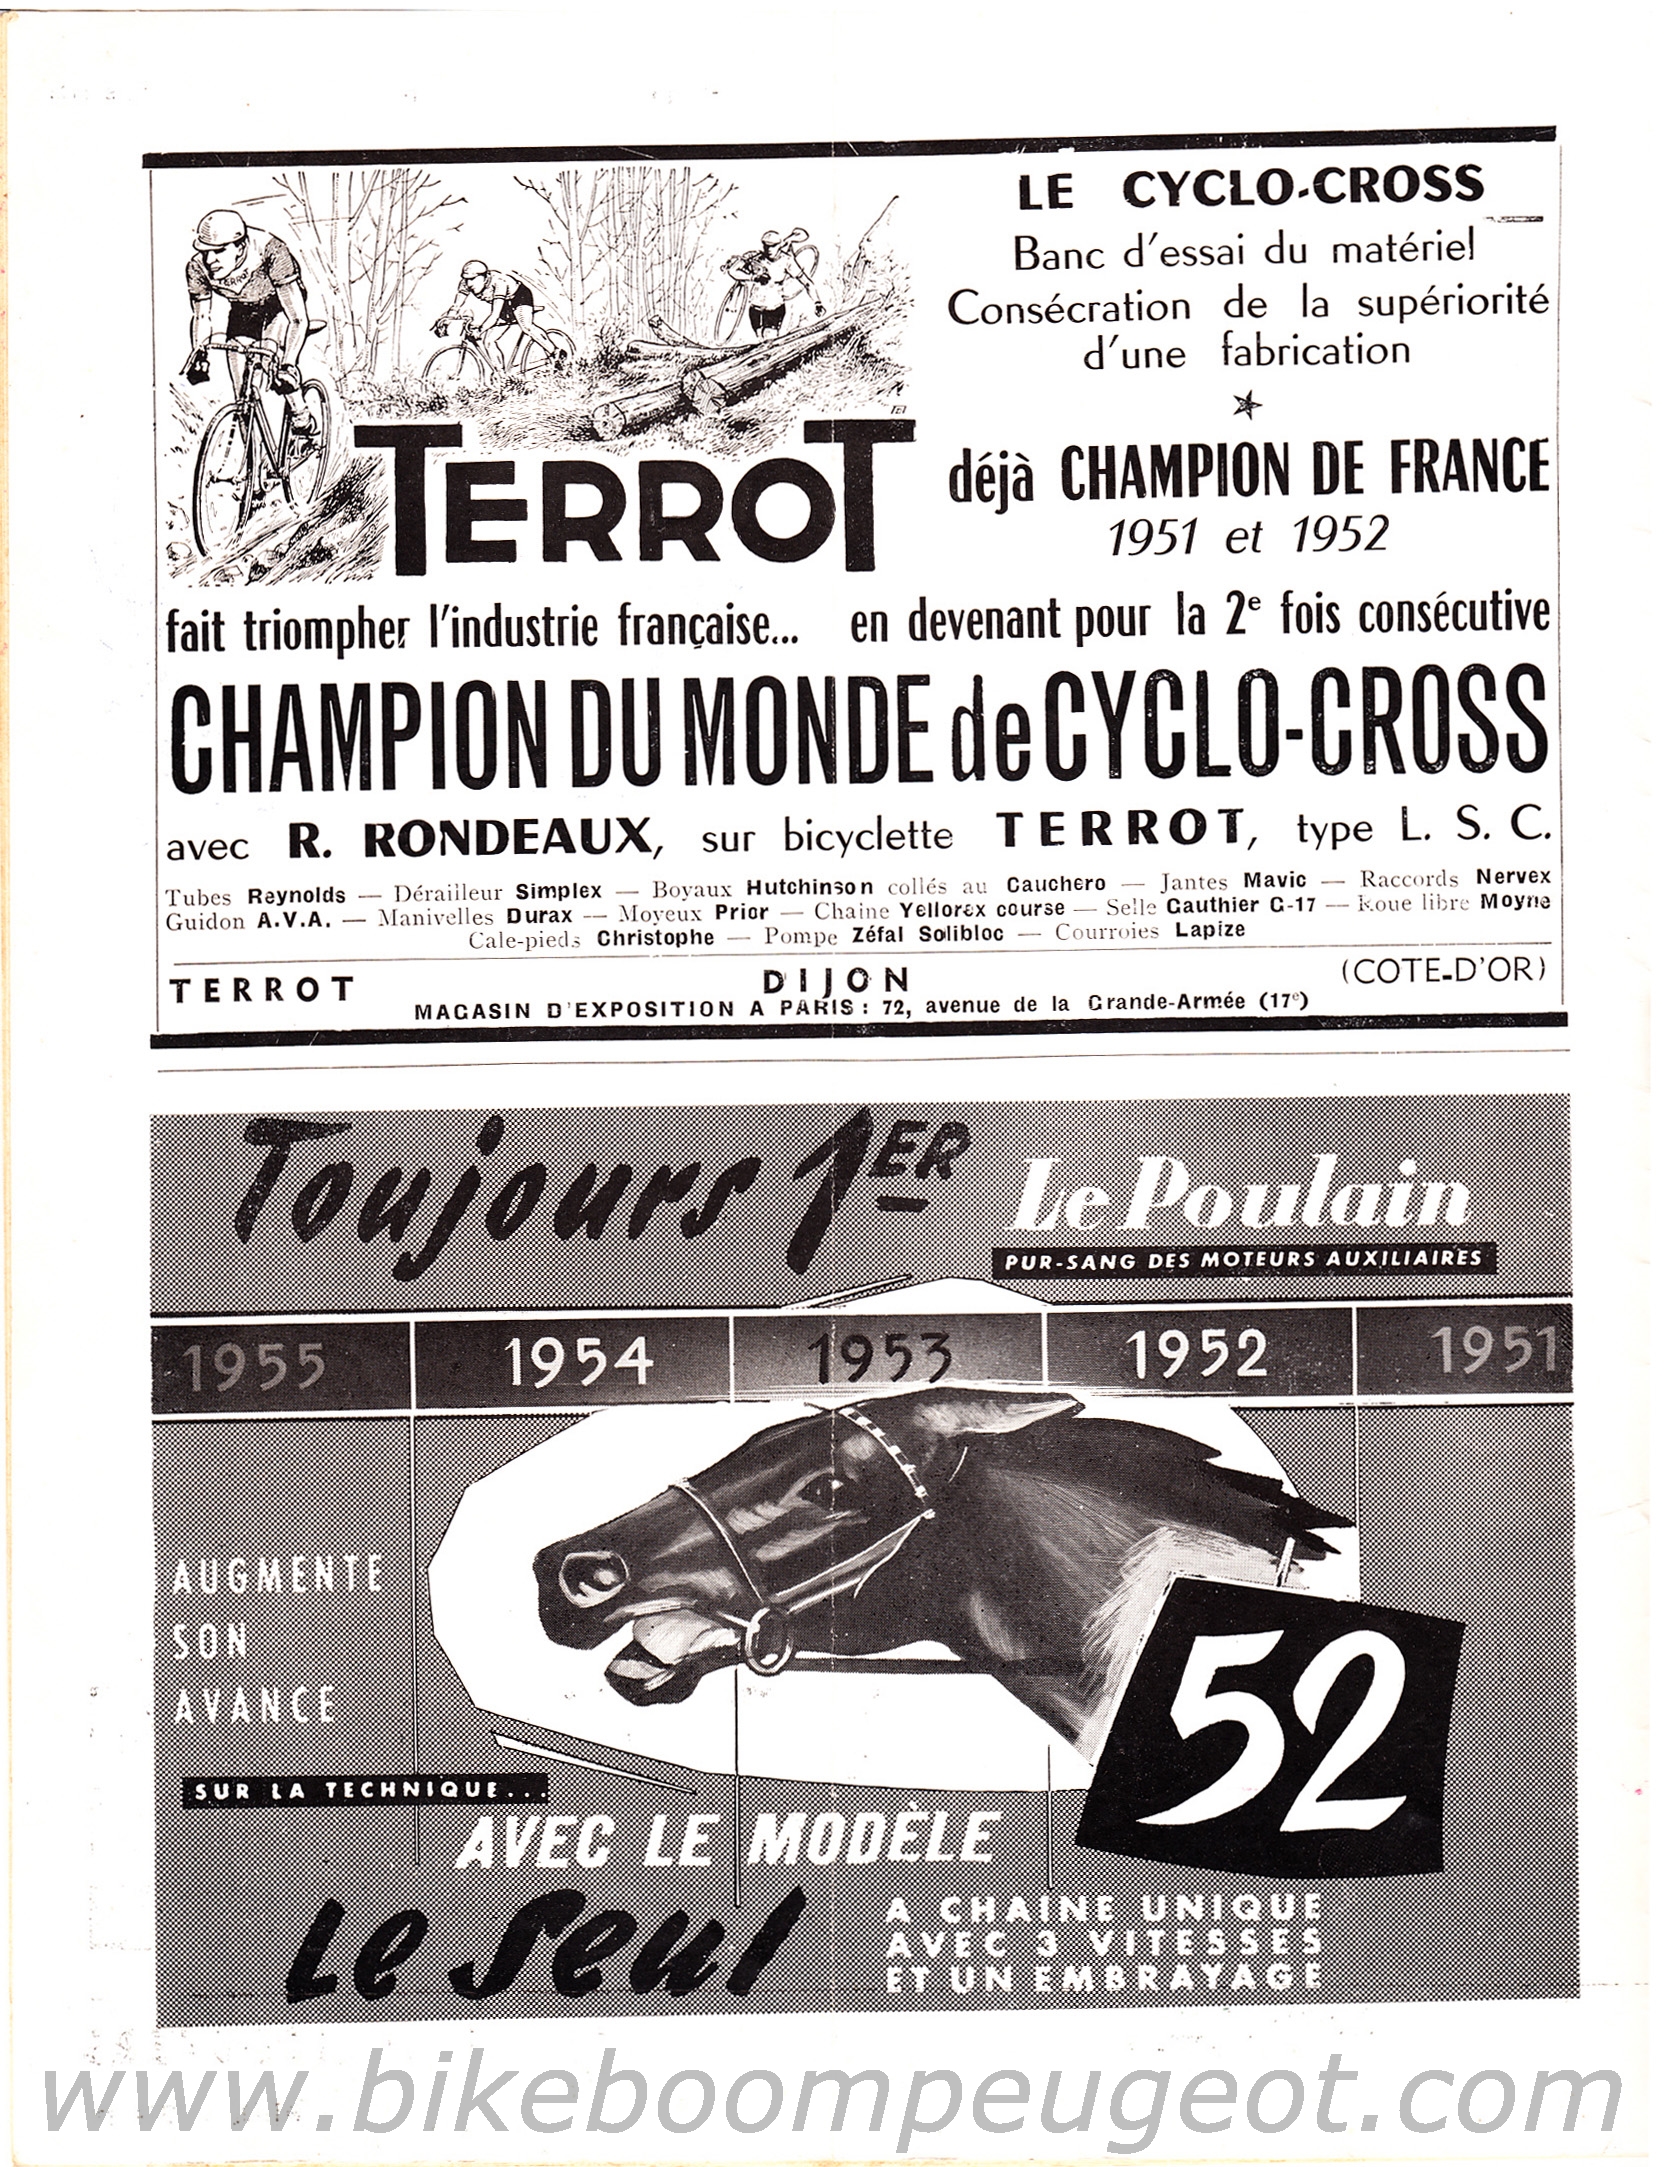 LE CYCLO-CROSS
Banc d'essai du matériel
Consécration de la supériorité
d'une fabrication
TERROT
TERROT
déjà CHAMPION DE FRANCE
1951 et 1952
fait triompher l'industrie française... en devenant pour la 2e fois consécutive
CHAMPION DU MONDE de CYCLO-CROSS
avec R. RONDEAUX, sur bicyclette TERROT, type L. S. C.
Tubes Reynolds — Dérailleur Simplex — Boyaux Hutchinson collés au Cauchero — Jantes Mavic — Raccords Nervex
Guidon A.V.A. — Manivelles Durax — Moyeux Prior — Chaine Yellorex course — Selle Gauthier G-17 — Roue libre Moyne
Cale-pieds Christophe — Pompe Zéfal Solibloc — Courroies Lapize
TERROT DIJON (COTE-D'OR)
MAGASIN D'EXPOSITION A PARIS : 72, avenue de la Grande-Armée (17e)
Toujours 1ER
Le Poulain
PUR-SANG DES MOTEURS AUXILIAIRES
1955 1954 1953 1952 1951
AUGMENTE
SON
AVANCE
SUR LA TECHNIQUE...
AVEC LE MODÈLE
52
Le Seul
A CHAINE UNIQUE
AVEC 3 VITESSES
ET UN EMBRAYAGE
www.bikeboompeugeot.com